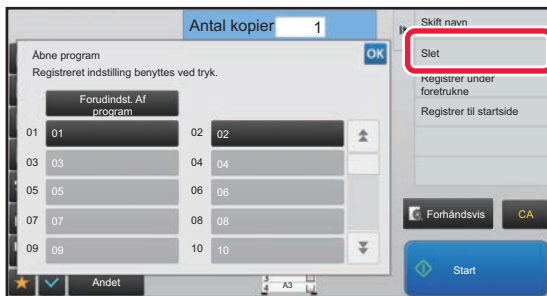 Antal kopier 1
Åbne program
OK
Registreret indstilling benyttes ved tryk.
Forudindst. Af
program
01 01
02 02
03 03
04 04
05 05
06 06
07 07
08 08
09 09
10 10
Andet
A3
Skift navn
Slet
Registrer under
foretrukne
Registrer til startside
Forhåndsvis
CA
Start